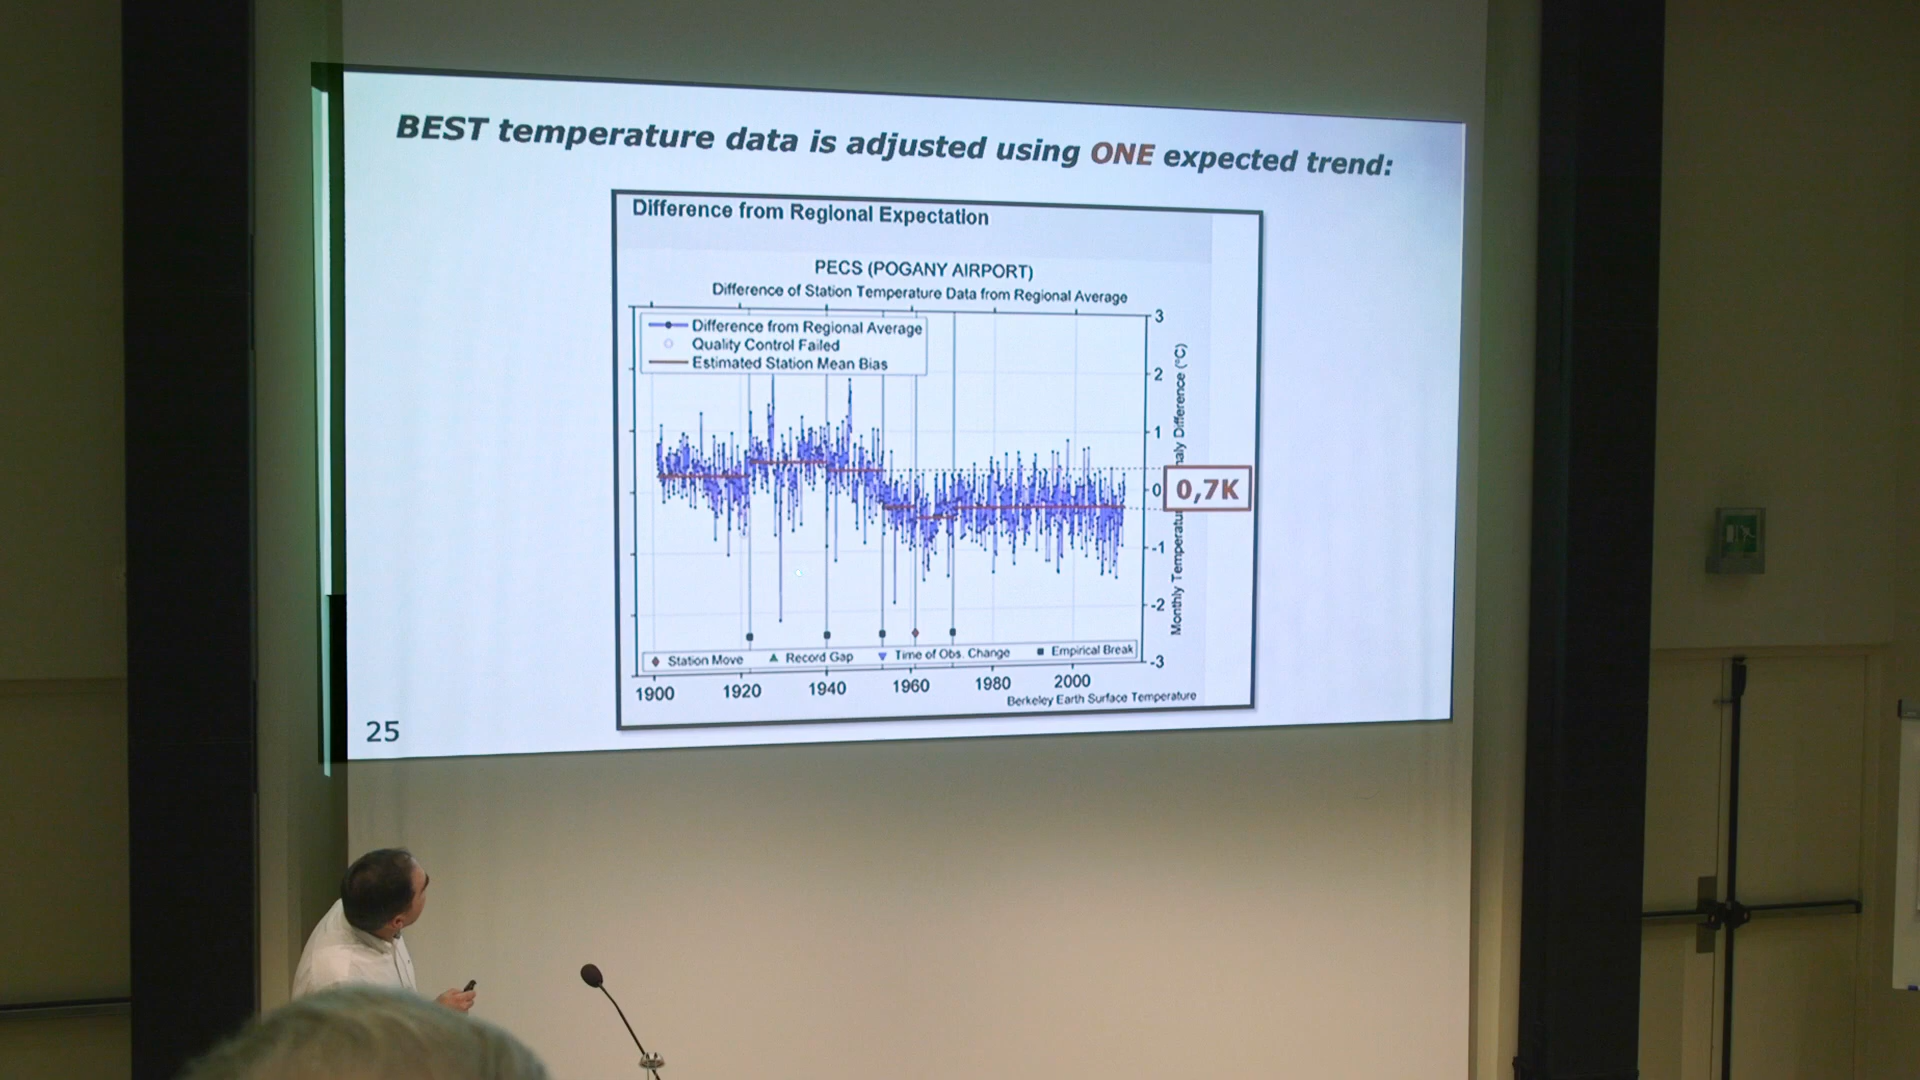 BEST temperature data is adjusted using ONE expected trend:
Difference from Regional Expectation
PECS (POGANY AIRPORT)
Difference of Station Temperature Data from Regional Average
Difference from Regional Average
Quality Control Failed
Estimated Station Mean Bias
3
2
1
0
-1
-2
-3
Monthly Temperatu
naly Difference (°C)
0,7K
Station Move
Record Gap
Time of Obs. Change
Empirical Break
1900 1920 1940 1960 1980 2000
Berkeley Earth Surface Temperature
25